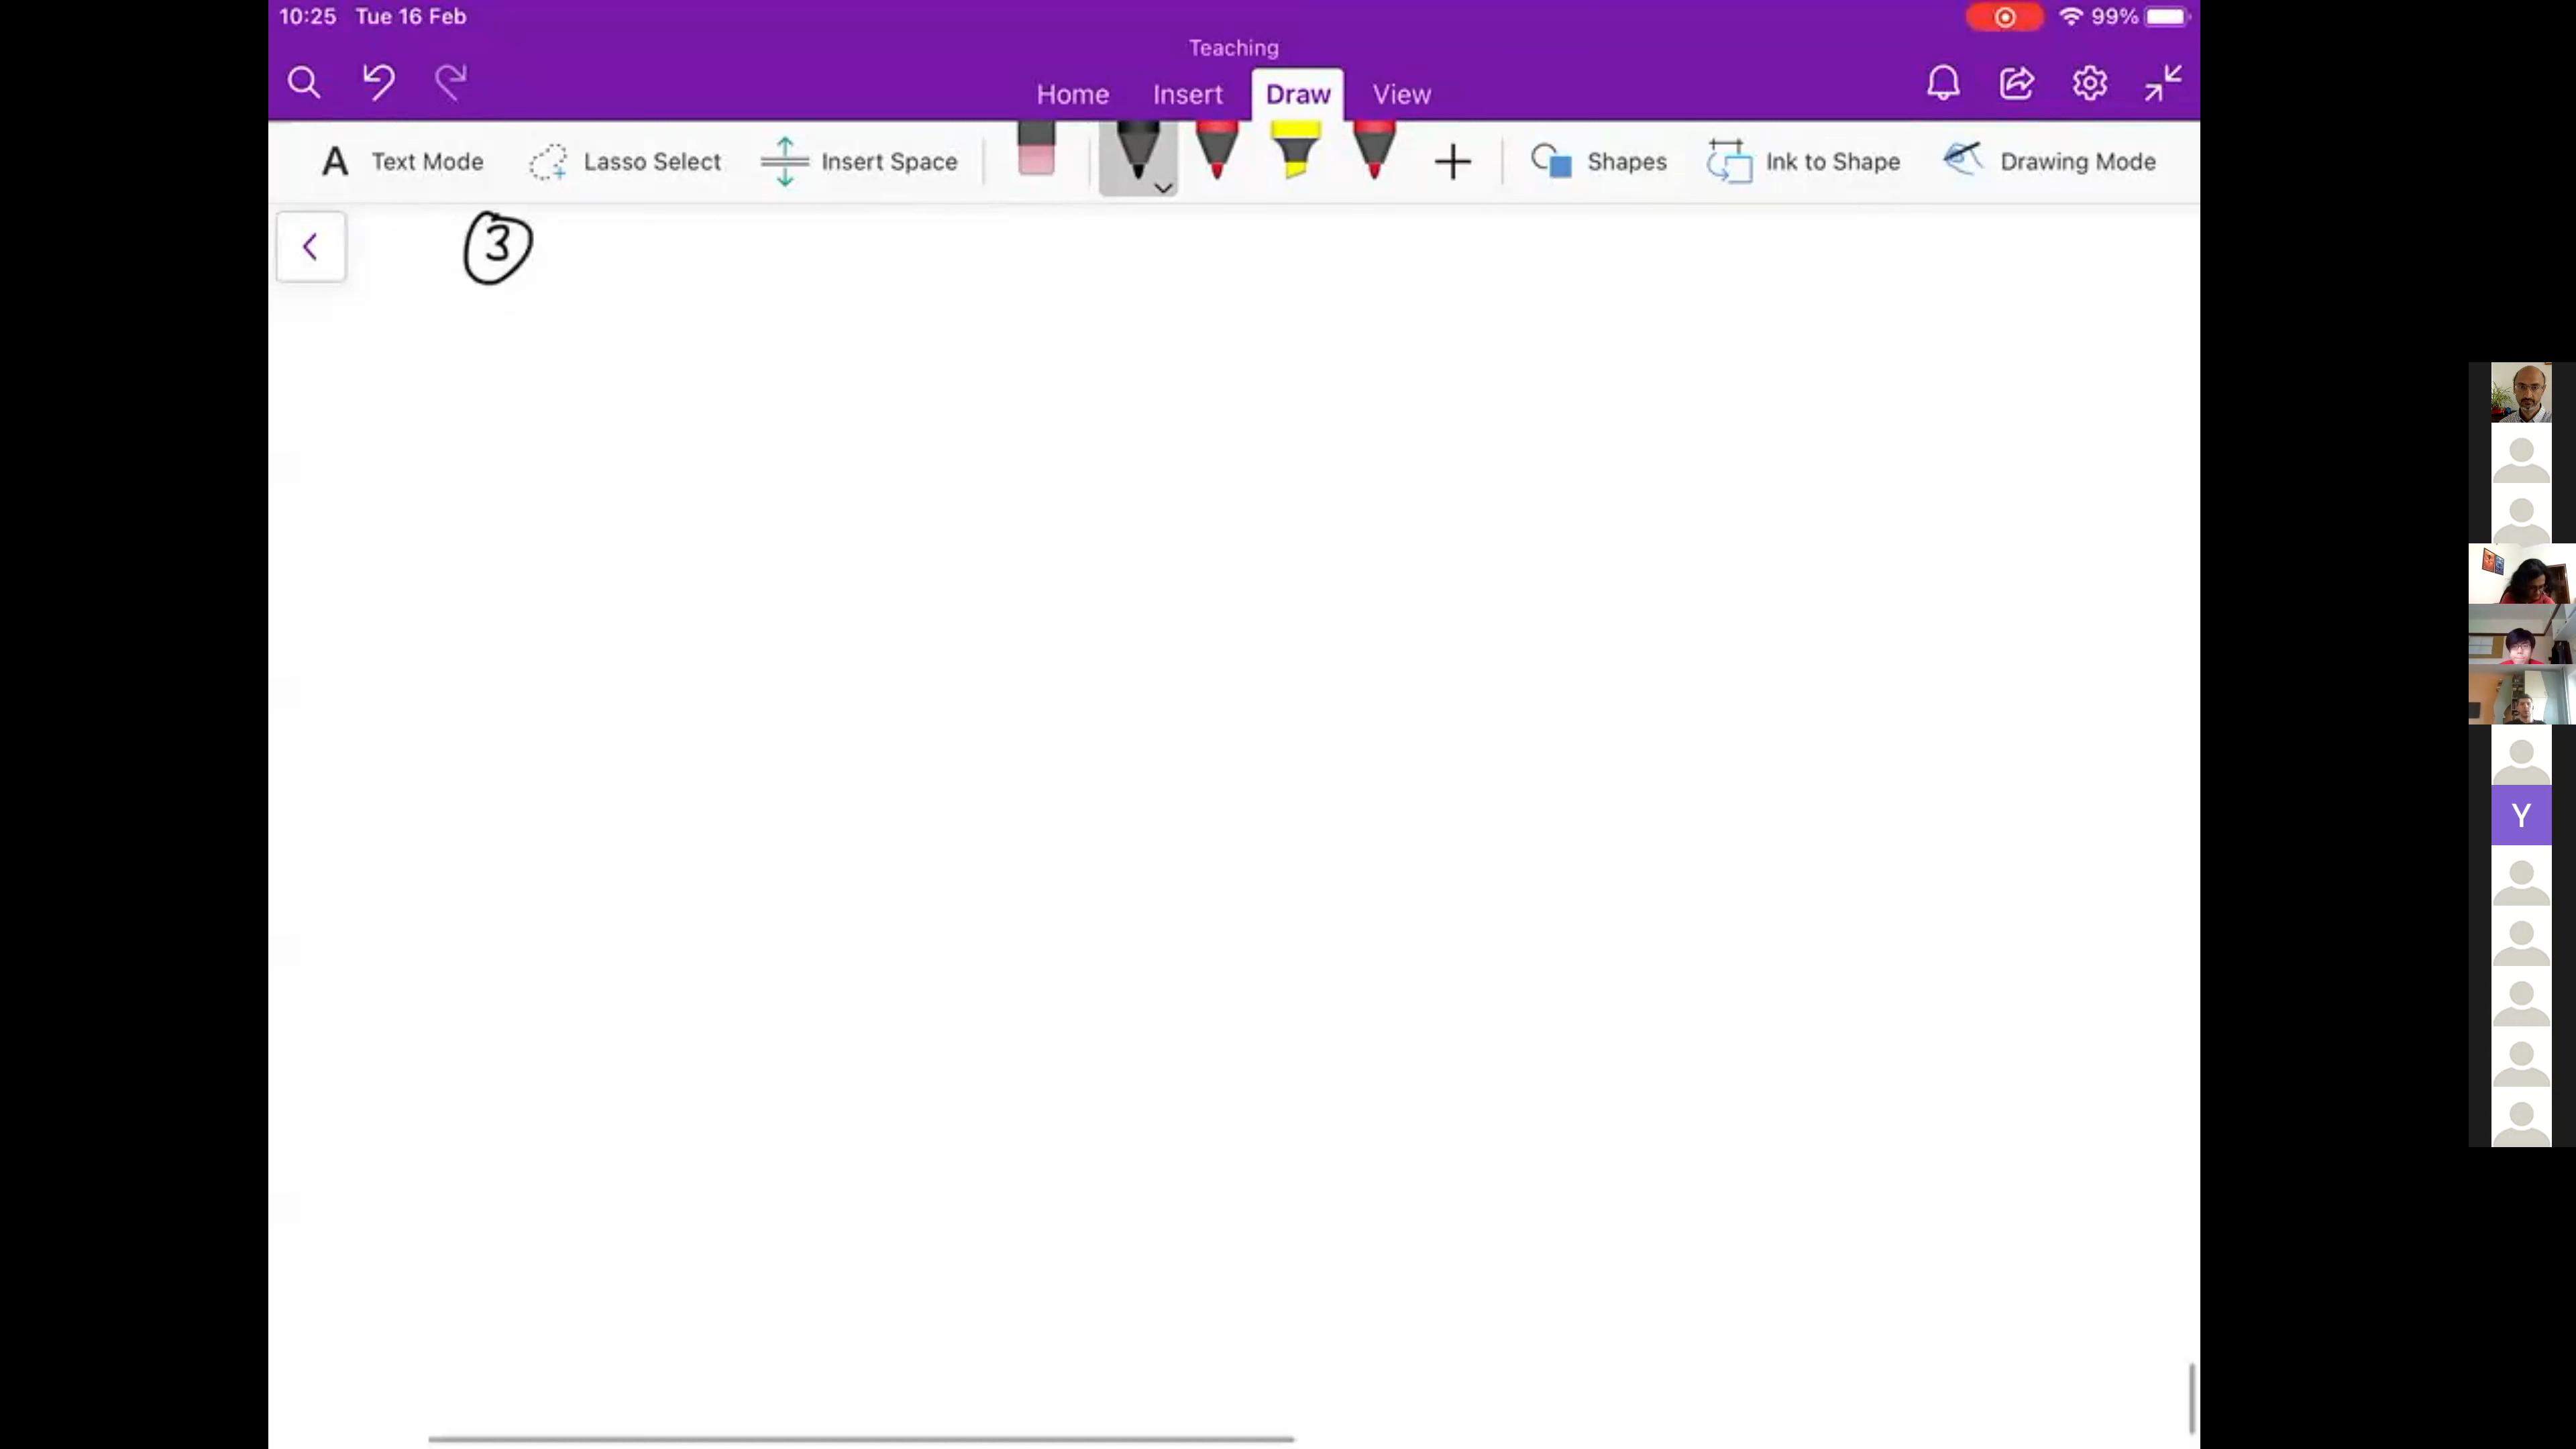 10:25 Tue 16 Feb 99%
Teaching
Home Insert Draw View
A Text Mode Lasso Select Insert Space Shapes Ink to Shape Drawing Mode
3
Y